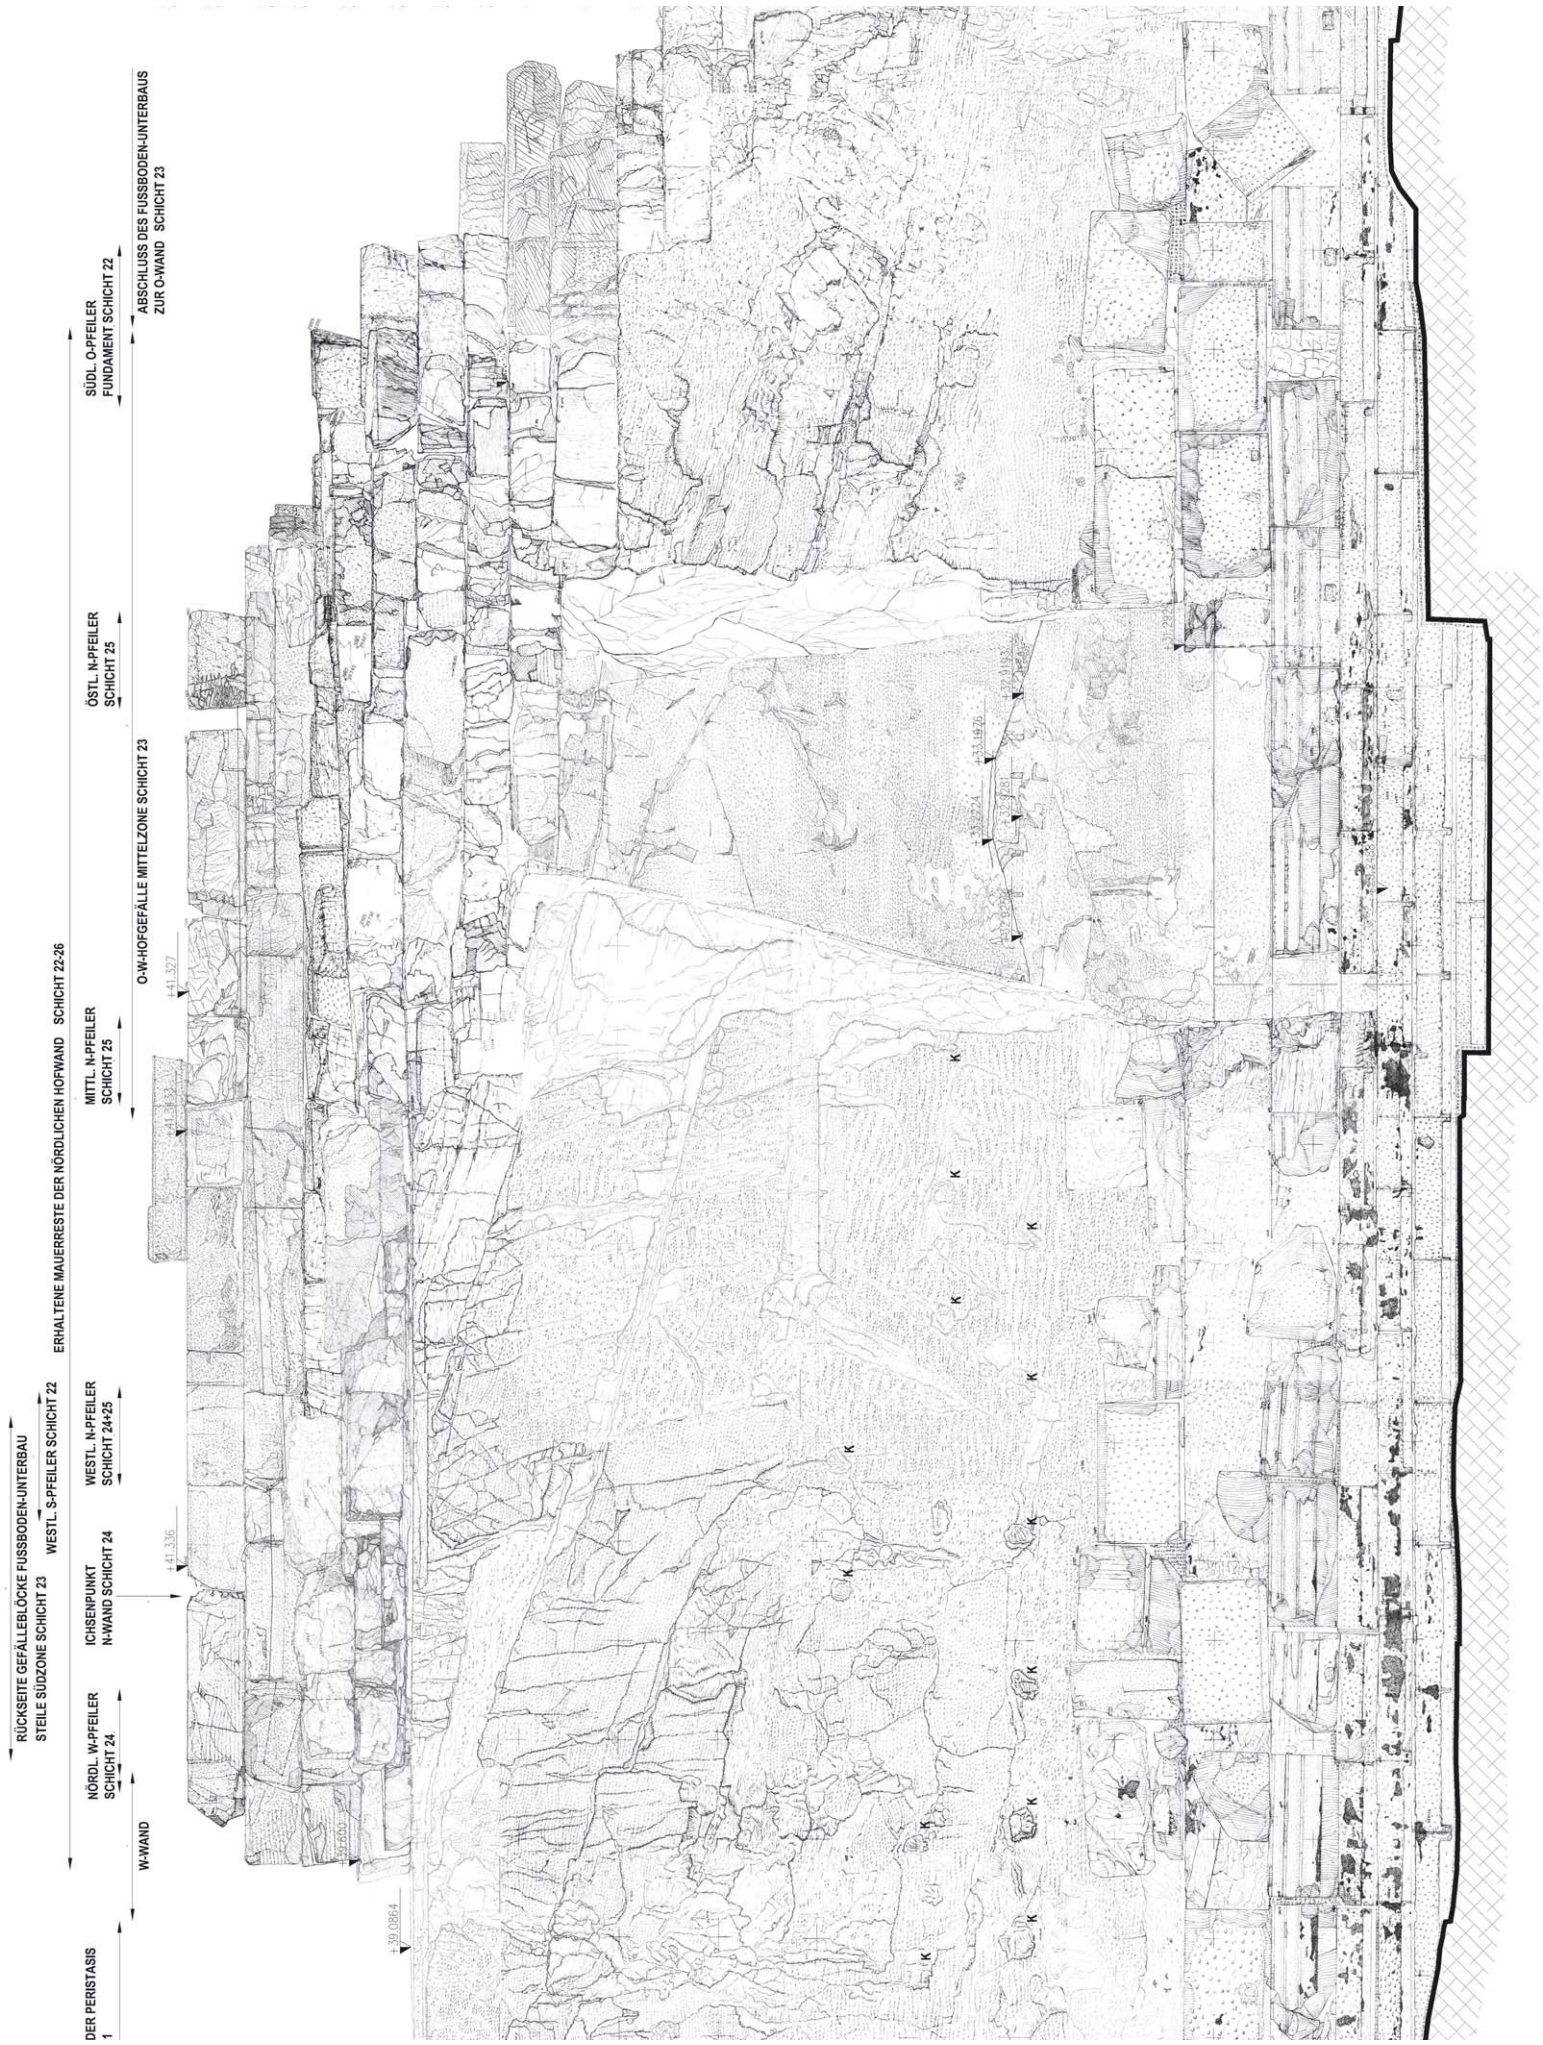 RÜCKSEITE GEFÄLLEBLÖCKE FUSSBODEN-UNTERBAU
STEILE SÜDZONE SCHICHT 23
WESTL. S-PFEILER SCHICHT 22
ERHALTENE MAUERRESTE DER NÖRDLICHEN HOFWAND SCHICHT 22-26
DER PERISTASIS
1
NÖRDL. W-PFEILER
SCHICHT 24
ICHSENPUNKT
N-WAND SCHICHT 24
WESTL. N-PFEILER
SCHICHT 24+25
MITTL. N-PFEILER
SCHICHT 25
ÖSTL. N-PFEILER
SCHICHT 25
SÜDL. O-PFEILER
FUNDAMENT SCHICHT 22
W-WAND
O-W-HOFGEFÄLLE MITTELZONE SCHICHT 23
ABSCHLUSS DES FUSSBODEN-UNTERBAUS
ZUR O-WAND SCHICHT 23
+41.336
+41.327
+39.0864
+33.1976
K
K
K
K
K
K
K
K
K
K
K
K
K